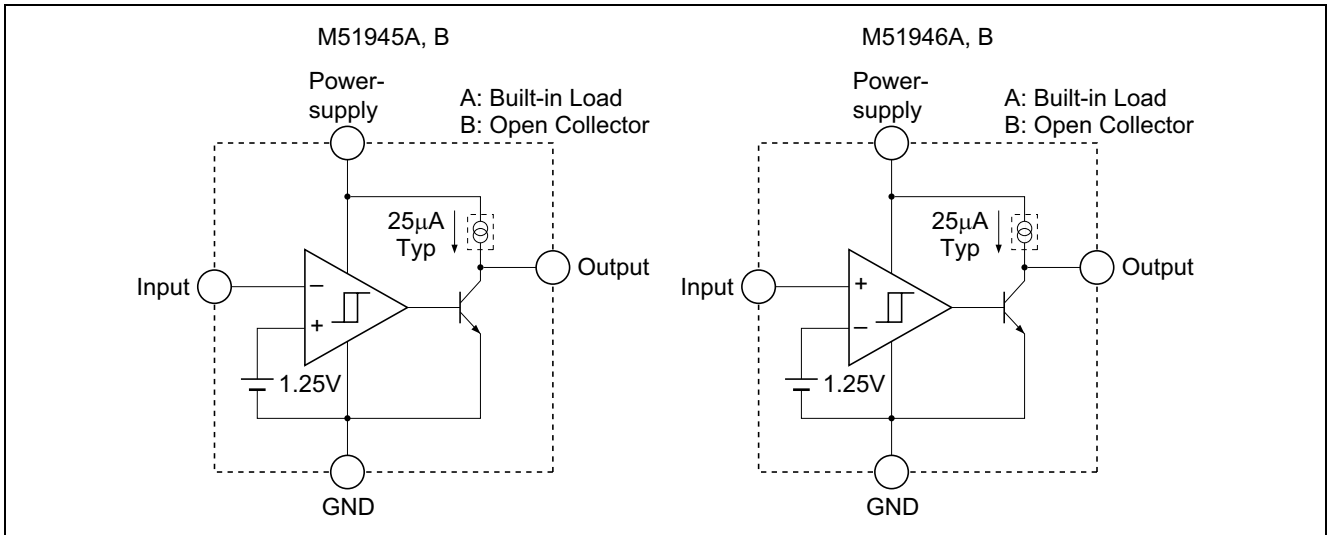 M51945A, B
Power-
supply
A: Built-in Load
B: Open Collector
25μA
Typ
Input
−
+
Output
1.25V
GND
M51946A, B
Power-
supply
A: Built-in Load
B: Open Collector
25μA
Typ
Input
+
−
Output
1.25V
GND